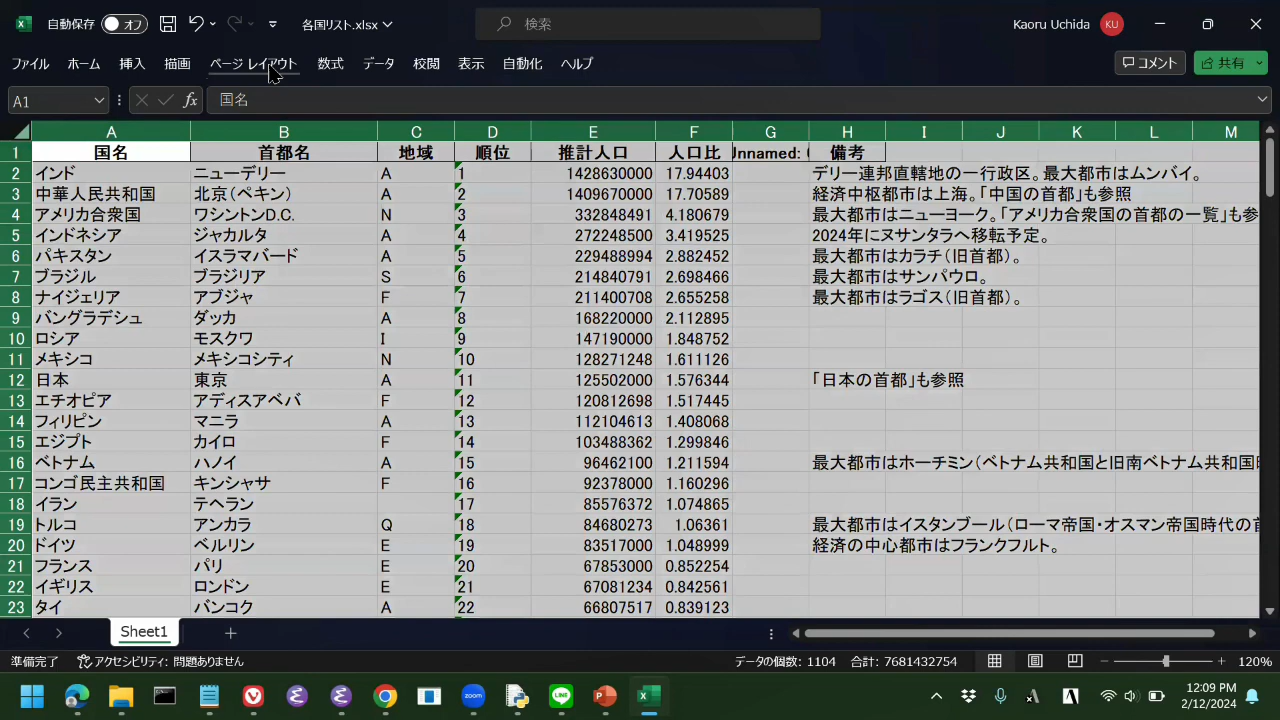 自動保存 オフ 各国リスト.xlsx 検索 Kaoru Uchida KU
ファイル ホーム 挿入 描画 ページ レイアウト 数式 データ 校閲 表示 自動化 ヘルプ コメント 共有
A1 fx 国名
A B C D E F G H I J K L M
1 国名 首都名 地域 順位 推計人口 人口比 Unnamed: 備考
2 インド ニューデリー A 1 1428630000 17.94403 デリー連邦直轄地の一行政区。最大都市はムンバイ。
3 中華人民共和国 北京（ペキン） A 2 1409670000 17.70589 経済中枢都市は上海。「中国の首都」も参照
4 アメリカ合衆国 ワシントンD.C. N 3 332848491 4.180679 最大都市はニューヨーク。「アメリカ合衆国の首都の一覧」も参
5 インドネシア ジャカルタ A 4 272248500 3.419525 2024年にヌサンタラへ移転予定。
6 パキスタン イスラマバード A 5 229488994 2.882452 最大都市はカラチ（旧首都）。
7 ブラジル ブラジリア S 6 214840791 2.698466 最大都市はサンパウロ。
8 ナイジェリア アブジャ F 7 211400708 2.655258 最大都市はラゴス（旧首都）。
9 バングラデシュ ダッカ A 8 168220000 2.112895
10 ロシア モスクワ I 9 147190000 1.848752
11 メキシコ メキシコシティ N 10 128271248 1.611126
12 日本 東京 A 11 125502000 1.576344 「日本の首都」も参照
13 エチオピア アディスアベバ F 12 120812698 1.517445
14 フィリピン マニラ A 13 112104613 1.408068
15 エジプト カイロ F 14 103488362 1.299846
16 ベトナム ハノイ A 15 96462100 1.211594 最大都市はホーチミン（ベトナム共和国と旧南ベトナム共和国
17 コンゴ民主共和国 キンシャサ F 16 92378000 1.160296
18 イラン テヘラン 17 85576372 1.074865
19 トルコ アンカラ Q 18 84680273 1.06361 最大都市はイスタンブール（ローマ帝国・オスマン帝国時代の
20 ドイツ ベルリン E 19 83517000 1.048999 経済の中心都市はフランクフルト。
21 フランス パリ E 20 67853000 0.852254
22 イギリス ロンドン E 21 67081234 0.842561
23 タイ バンコク A 22 66807517 0.839123
Sheet1
準備完了 アクセシビリティ: 問題ありません データの個数: 1104 合計: 7681432754 120%
zoom LINE 12:09 PM
2/12/2024